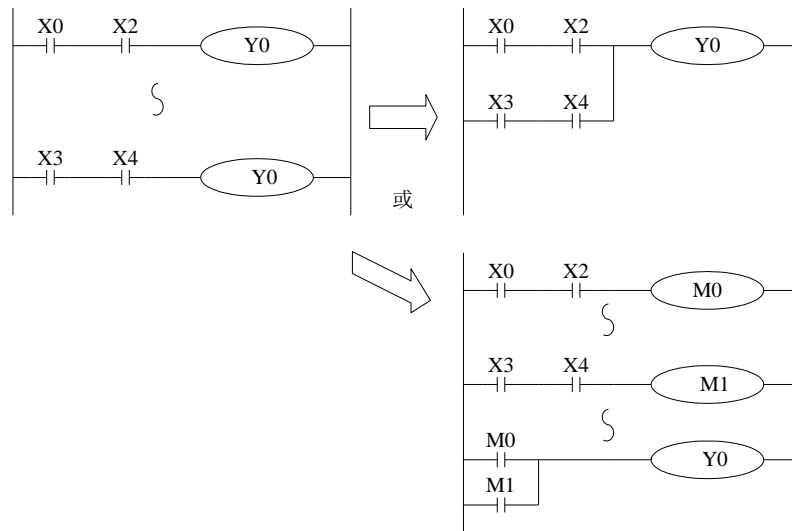 X0 X2 Y0
X3 X4 Y0
X0 X2 Y0
X3 X4
或
X0 X2 M0
X3 X4 M1
M0 Y0
M1